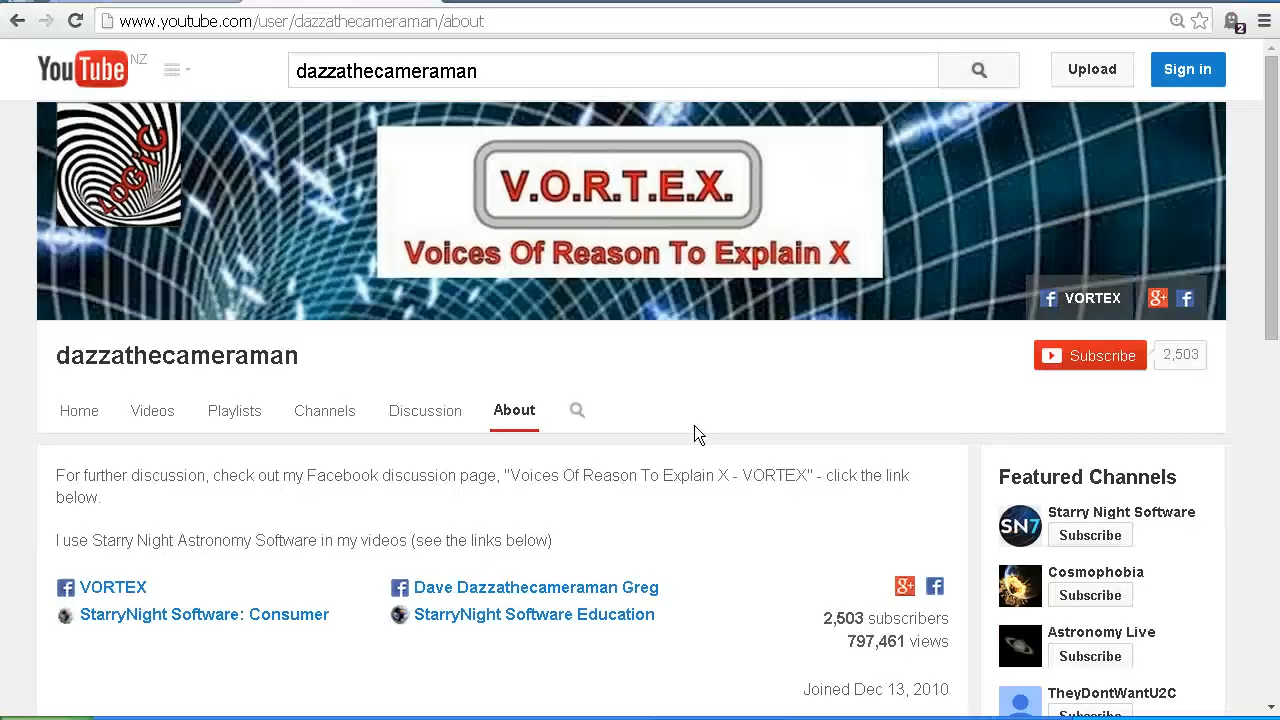 www.youtube.com/user/dazzathecameraman/about
2
YouTube NZ
dazzathecameraman
Upload
Sign in
LOGIC
V.O.R.T.E.X.
Voices Of Reason To Explain X
VORTEX
dazzathecameraman
Subscribe 2,503
Home Videos Playlists Channels Discussion About
For further discussion, check out my Facebook discussion page, "Voices Of Reason To Explain X - VORTEX" - click the link
below.
I use Starry Night Astronomy Software in my videos (see the links below)
VORTEX
Dave Dazzathecameraman Greg
StarryNight Software: Consumer
StarryNight Software Education
2,503 subscribers
797,461 views
Joined Dec 13, 2010
Featured Channels
SN7
Starry Night Software
Subscribe
Cosmophobia
Subscribe
Astronomy Live
Subscribe
TheyDontWantU2C
Subscribe